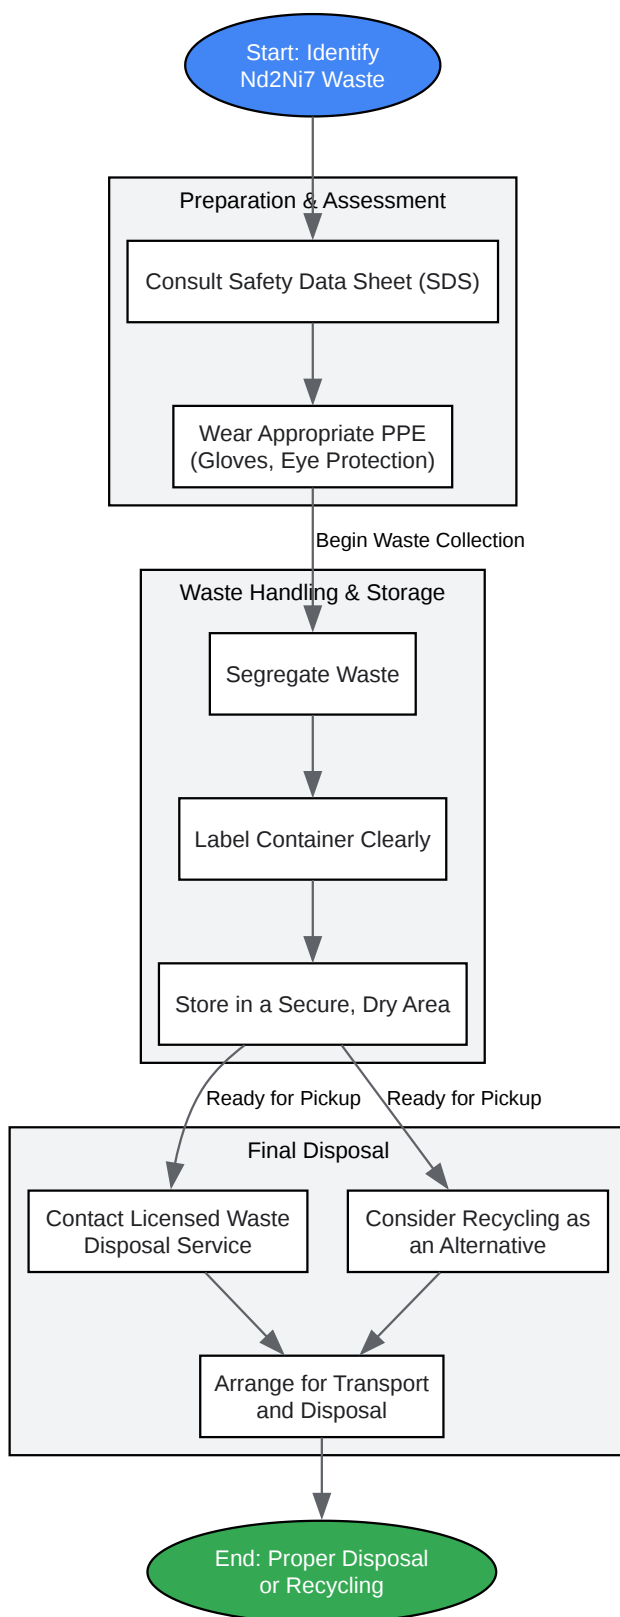 Start: Identify
Nd2Ni7 Waste
Preparation & Assessment
Consult Safety Data Sheet (SDS)
Wear Appropriate PPE
(Gloves, Eye Protection)
Begin Waste Collection
Waste Handling & Storage
Segregate Waste
Label Container Clearly
Store in a Secure, Dry Area
Ready for Pickup
Ready for Pickup
Final Disposal
Contact Licensed Waste
Disposal Service
Consider Recycling as
an Alternative
Arrange for Transport
and Disposal
End: Proper Disposal
or Recycling